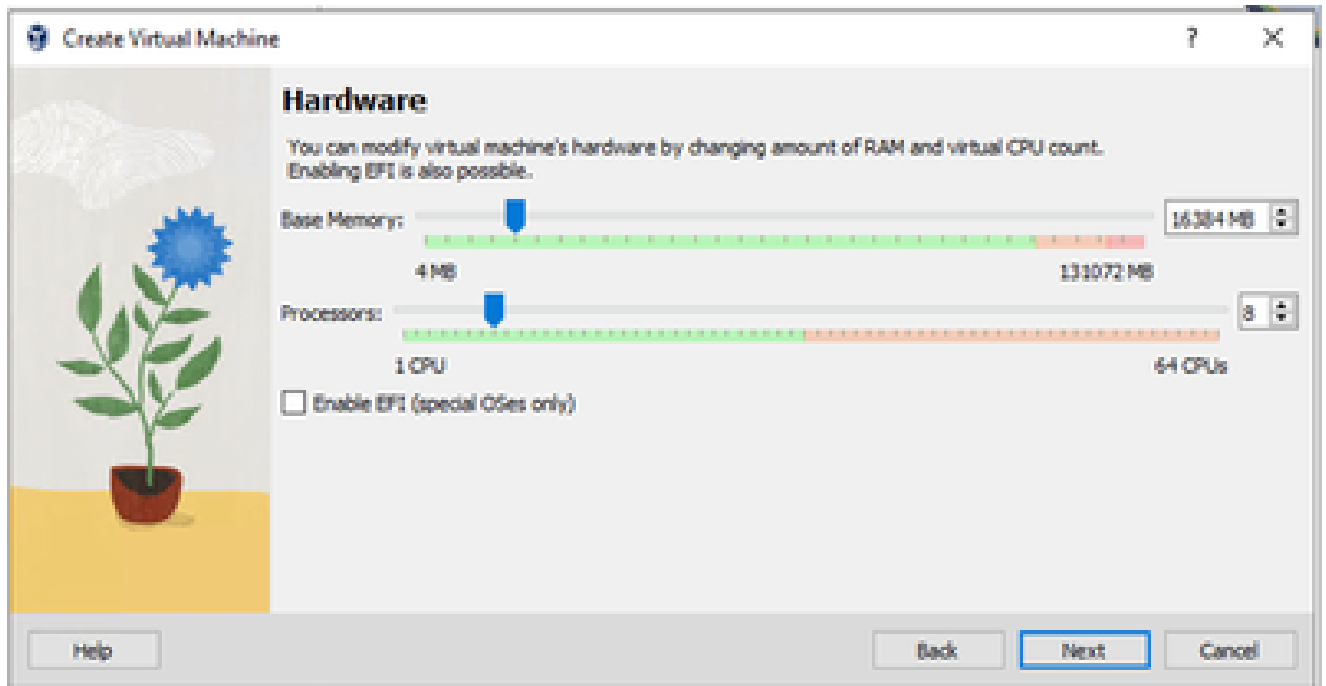 Create Virtual Machine
?
Hardware
You can modify virtual machine's hardware by changing amount of RAM and virtual CPU count.
Enabling EFI is also possible.
Base Memory:
16384 MB
4 MB
131072 MB
Processors:
8
1 CPU
64 CPUs
Enable EFI (special OSes only)
Help
Back
Next
Cancel